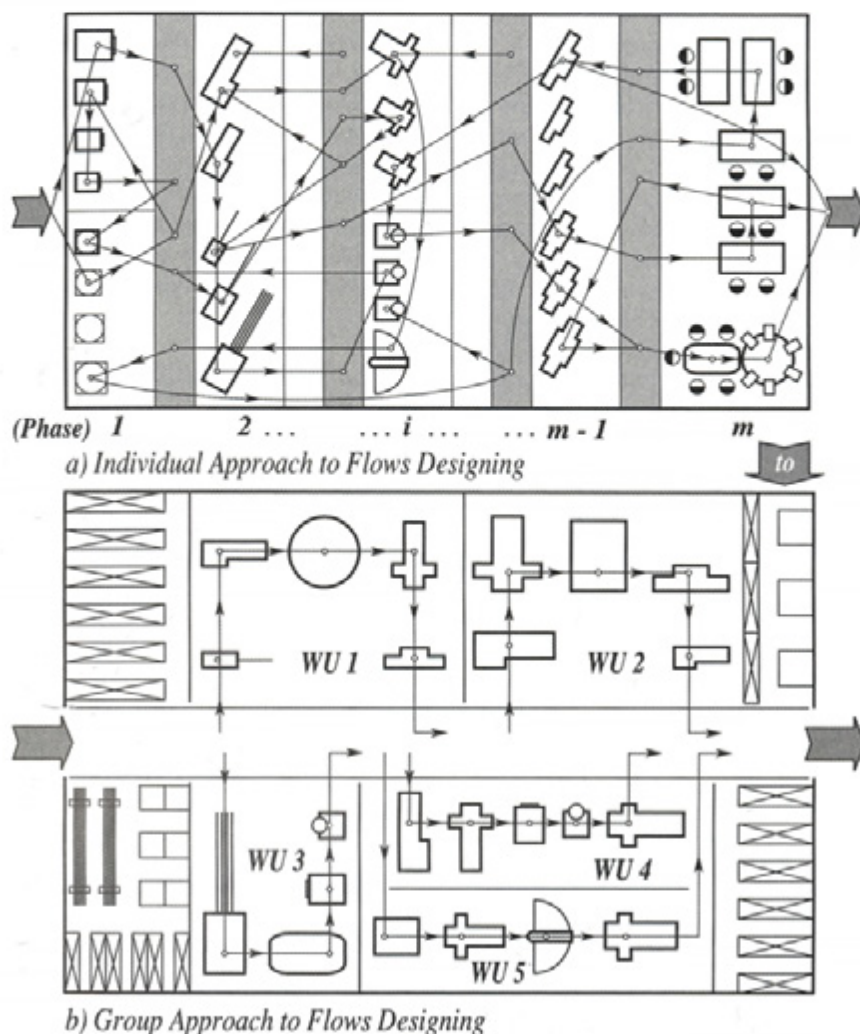 (Phase) 1 2 ... ... i ... ... m - 1 m
a) Individual Approach to Flows Designing
to
WU 1 WU 2
WU 3
WU 4
WU 5
b) Group Approach to Flows Designing